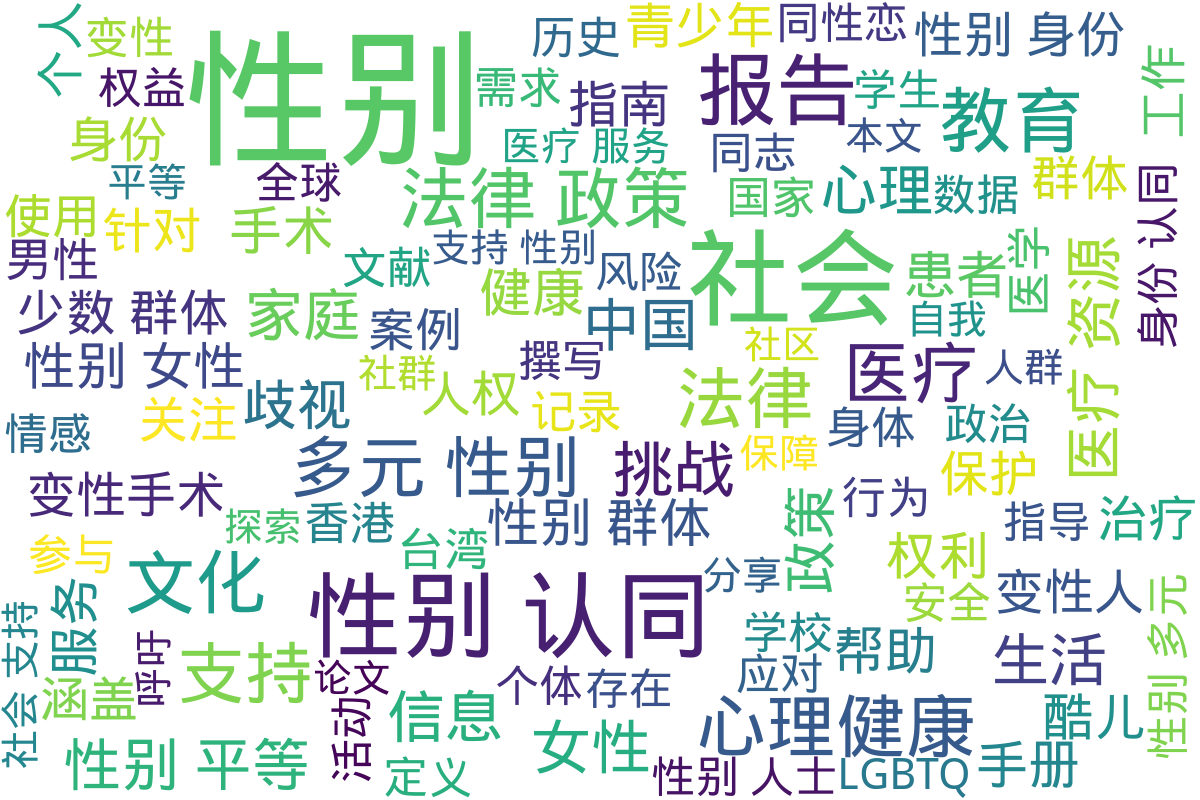 个人
变性
权益
身份
平等
使用
针对
男性
性别
全球
手术
需求
历史
青少年
同性恋
性别 身份
指南
报告
学生
教育
工作
医疗 服务
同志
本文
法律 政策
国家
心理
数据
群体
身份 认同
文献
支持 性别
风险
社会
患者
医学
资源
少数 群体
家庭
案例
健康
中国
自我
性别 女性
社群
人权
撰写
社区
医疗
人群
医疗
情感
关注
歧视
记录
法律
身体
政治
多元 性别
挑战
保障
保护
变性手术
探索
香港
性别 群体
政策
行为
指导
治疗
参与
文化
台湾
分享
权利
安全
变性人
性别 多元
社会 支持
服务
呼吁
支持
性别 认同
学校
帮助
生活
涵盖
论文
信息
个体
存在
应对
酷儿
性别 平等
活动
定义
女性
心理健康
性别 人士
LGBTQ
手册